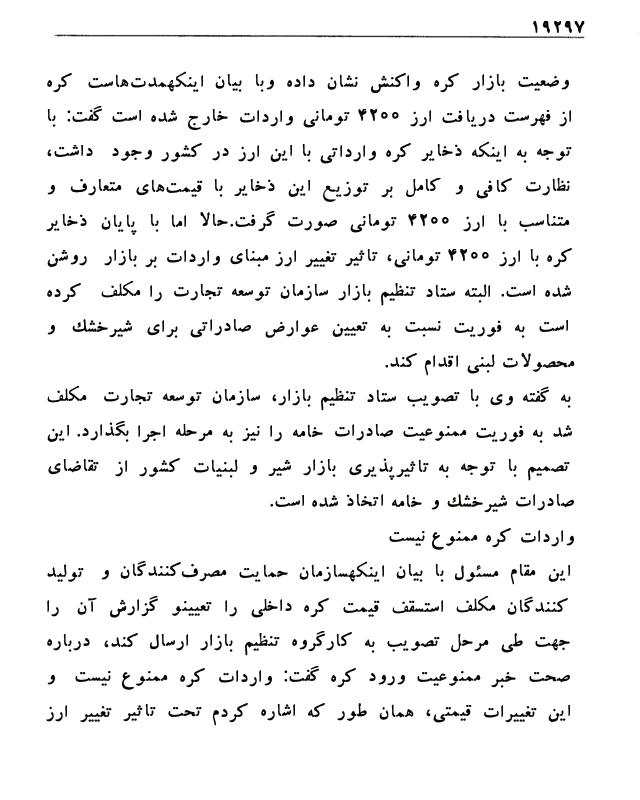 ۱۹۲۹۷
وضعیت بازار کره واکنش نشان داده وبا بیان اینکهمدت‌هاست کره
از فهرست دریافت ارز ۴۲۰۰ تومانی واردات خارج شده است گفت: با
توجه به اینکه ذخایر کره وارداتی با این ارز در کشور وجود داشت،
نظارت کافی و کامل بر توزیع این ذخایر با قیمت‌های متعارف و
متناسب با ارز ۴۲۰۰ تومانی صورت گرفت.حالا اما با پایان ذخایر
کره با ارز ۴۲۰۰ تومانی، تاثیر تغییر ارز مبنای واردات بر بازار روشن
شده است. البته ستاد تنظیم بازار سازمان توسعه تجارت را مکلف کرده
است به فوریت نسبت به تعیین عوارض صادراتی برای شیرخشک و
محصولات لبنی اقدام کند.
به گفته وی با تصویب ستاد تنظیم بازار، سازمان توسعه تجارت مکلف
شد به فوریت ممنوعیت صادرات خامه را نیز به مرحله اجرا بگذارد. این
تصمیم با توجه به تاثیرپذیری بازار شیر و لبنیات کشور از تقاضای
صادرات شیرخشک و خامه اتخاذ شده است.
واردات کره ممنوع نیست
این مقام مسئول با بیان اینکهسازمان حمایت مصرف‌کنندگان و تولید
کنندگان مکلف استسقف قیمت کره داخلی را تعیینو گزارش آن را
جهت طی مرحل تصویب به کارگروه تنظیم بازار ارسال کند، درباره
صحت خبر ممنوعیت ورود کره گفت: واردات کره ممنوع نیست و
این تغییرات قیمتی، همان طور که اشاره کردم تحت تاثیر تغییر ارز